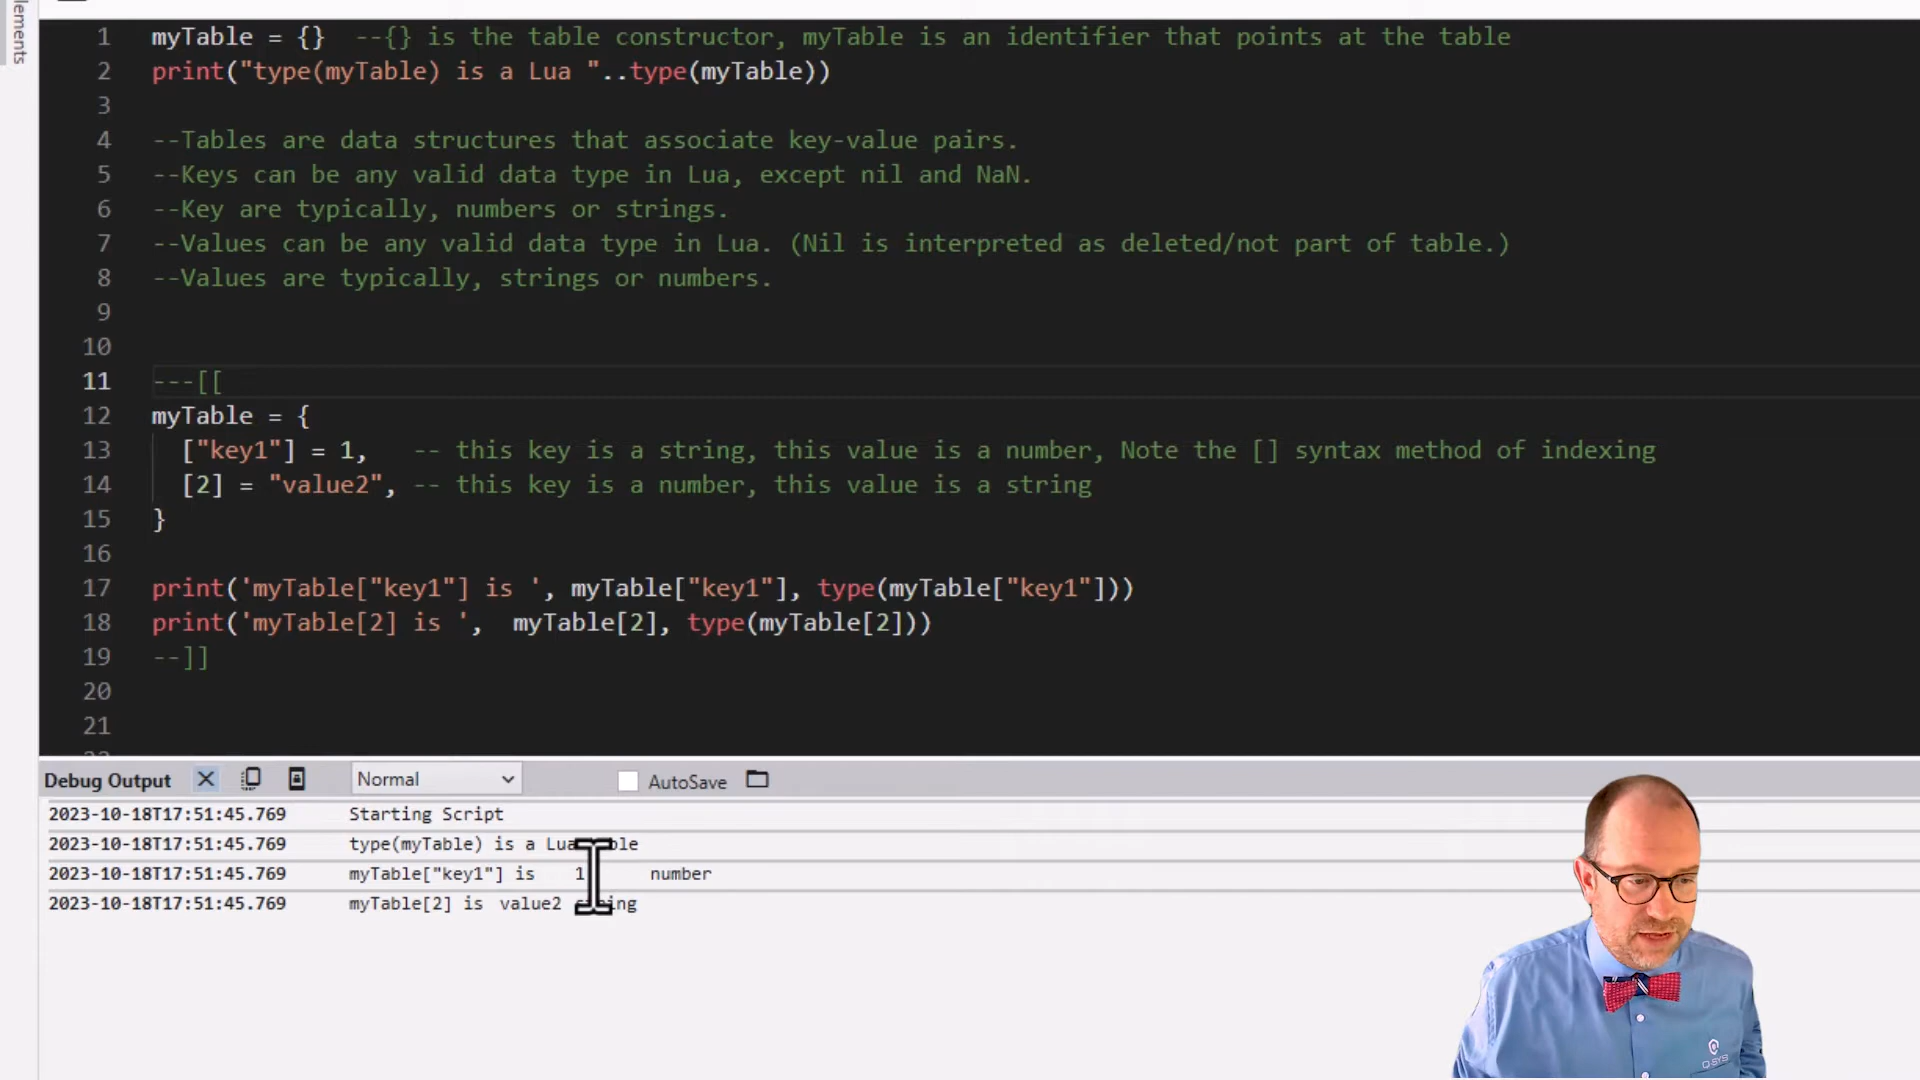 lements
1 myTable = {} --{} is the table constructor, myTable is an identifier that points at the table
2 print("type(myTable) is a Lua "..type(myTable))
3
4 --Tables are data structures that associate key-value pairs.
5 --Keys can be any valid data type in Lua, except nil and NaN.
6 --Key are typically, numbers or strings.
7 --Values can be any valid data type in Lua. (Nil is interpreted as deleted/not part of table.)
8 --Values are typically, strings or numbers.
9
10
11 ---[[
12 myTable = {
13 ["key1"] = 1, -- this key is a string, this value is a number, Note the [] syntax method of indexing
14 [2] = "value2", -- this key is a number, this value is a string
15 }
16
17 print('myTable["key1"] is ', myTable["key1"], type(myTable["key1"]))
18 print('myTable[2] is ', myTable[2], type(myTable[2]))
19 --]]
20
21
Debug Output Normal AutoSave
2023-10-18T17:51:45.769 Starting Script
2023-10-18T17:51:45.769 type(myTable) is a Lua
2023-10-18T17:51:45.769 myTable["key1"] is 1 number
2023-10-18T17:51:45.769 myTable[2] is value2
Q-SYS